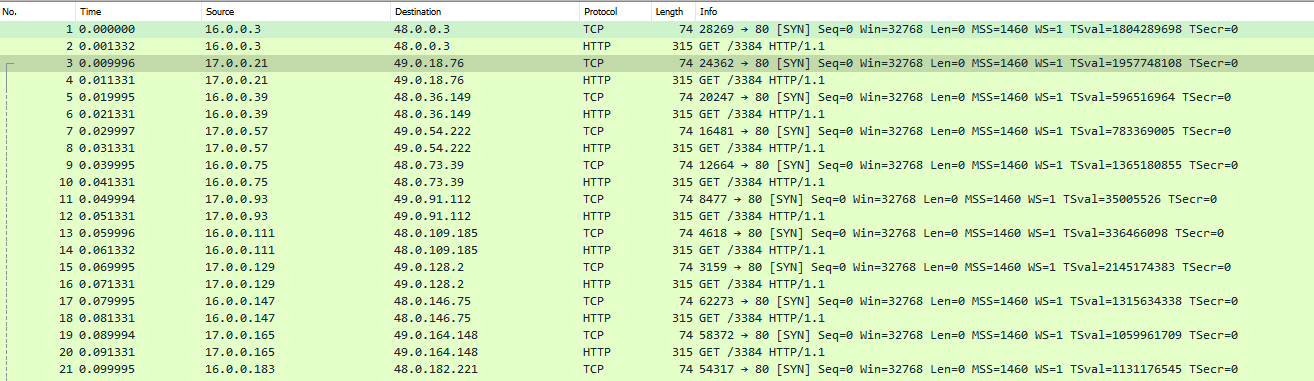 No. Time Source Destination Protocol Length Info
1 0.000000 16.0.0.3 48.0.0.3 TCP 74 28269 → 80 [SYN] Seq=0 Win=32768 Len=0 MSS=1460 WS=1 TSval=1804289698 TSecr=0
2 0.001332 16.0.0.3 48.0.0.3 HTTP 315 GET /3384 HTTP/1.1
3 0.009996 17.0.0.21 49.0.18.76 TCP 74 24362 → 80 [SYN] Seq=0 Win=32768 Len=0 MSS=1460 WS=1 TSval=1957748108 TSecr=0
4 0.011331 17.0.0.21 49.0.18.76 HTTP 315 GET /3384 HTTP/1.1
5 0.019995 16.0.0.39 48.0.36.149 TCP 74 20247 → 80 [SYN] Seq=0 Win=32768 Len=0 MSS=1460 WS=1 TSval=596516964 TSecr=0
6 0.021331 16.0.0.39 48.0.36.149 HTTP 315 GET /3384 HTTP/1.1
7 0.029997 17.0.0.57 49.0.54.222 TCP 74 16481 → 80 [SYN] Seq=0 Win=32768 Len=0 MSS=1460 WS=1 TSval=783369005 TSecr=0
8 0.031331 17.0.0.57 49.0.54.222 HTTP 315 GET /3384 HTTP/1.1
9 0.039995 16.0.0.75 48.0.73.39 TCP 74 12664 → 80 [SYN] Seq=0 Win=32768 Len=0 MSS=1460 WS=1 TSval=1365180855 TSecr=0
10 0.041331 16.0.0.75 48.0.73.39 HTTP 315 GET /3384 HTTP/1.1
11 0.049994 17.0.0.93 49.0.91.112 TCP 74 8477 → 80 [SYN] Seq=0 Win=32768 Len=0 MSS=1460 WS=1 TSval=35005526 TSecr=0
12 0.051331 17.0.0.93 49.0.91.112 HTTP 315 GET /3384 HTTP/1.1
13 0.059996 16.0.0.111 48.0.109.185 TCP 74 4618 → 80 [SYN] Seq=0 Win=32768 Len=0 MSS=1460 WS=1 TSval=336466098 TSecr=0
14 0.061332 16.0.0.111 48.0.109.185 HTTP 315 GET /3384 HTTP/1.1
15 0.069995 17.0.0.129 49.0.128.2 TCP 74 3159 → 80 [SYN] Seq=0 Win=32768 Len=0 MSS=1460 WS=1 TSval=2145174383 TSecr=0
16 0.071331 17.0.0.129 49.0.128.2 HTTP 315 GET /3384 HTTP/1.1
17 0.079995 16.0.0.147 48.0.146.75 TCP 74 62273 → 80 [SYN] Seq=0 Win=32768 Len=0 MSS=1460 WS=1 TSval=1315634338 TSecr=0
18 0.081331 16.0.0.147 48.0.146.75 HTTP 315 GET /3384 HTTP/1.1
19 0.089994 17.0.0.165 49.0.164.148 TCP 74 58372 → 80 [SYN] Seq=0 Win=32768 Len=0 MSS=1460 WS=1 TSval=1059961709 TSecr=0
20 0.091331 17.0.0.165 49.0.164.148 HTTP 315 GET /3384 HTTP/1.1
21 0.099995 16.0.0.183 48.0.182.221 TCP 74 54317 → 80 [SYN] Seq=0 Win=32768 Len=0 MSS=1460 WS=1 TSval=1131176545 TSecr=0